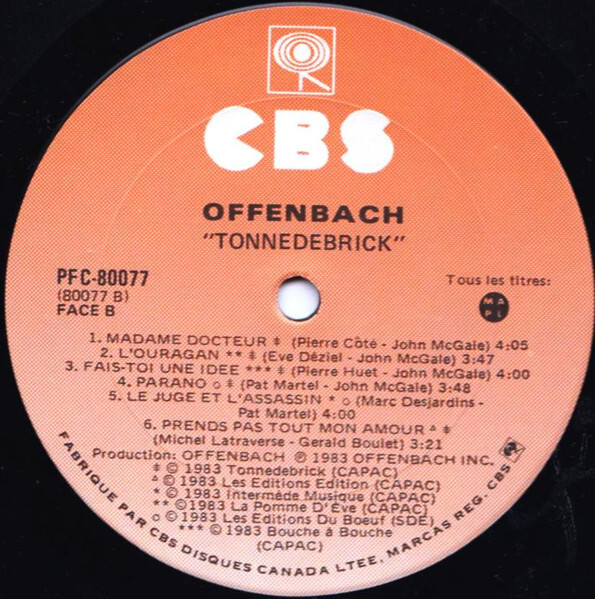 CBS
OFFENBACH
"TONNEDEBRICK"
PFC-80077
(80077 B)
FACE B
Tous les titres:
MA
PL
1. MADAME DOCTEUR ‡ (Pierre Côté - John McGale) 4:05
2. L'OURAGAN ** ‡ (Eve Déziel - John McGale) 3:47
3. FAIS-TOI UNE IDEE *** ‡ (Pierre Huet - John McGale) 4:00
4. PARANO o ‡ (Pat Martel - John McGale) 3:48
5. LE JUGE ET L'ASSASSIN * o (Marc Desjardins -
Pat Martel) 4:00
6. PRENDS PAS TOUT MON AMOUR ∆ ‡
(Michel Latraverse - Gerald Boulet) 3:21
Production: OFFENBACH ℗ 1983 OFFENBACH INC.
‡ © 1983 Tonnedebrick (CAPAC)
∆ © 1983 Les Editions Edition (CAPAC)
* © 1983 Intermède Musique (CAPAC)
** © 1983 La Pomme D'Éve (CAPAC)
o © 1983 Les Editions Du Boeuf (SDE)
*** © 1983 Bouche à Bouche
(CAPAC)
FABRIQUE PAR CBS DISQUES CANADA LTEE, MARCAS REG. CBS